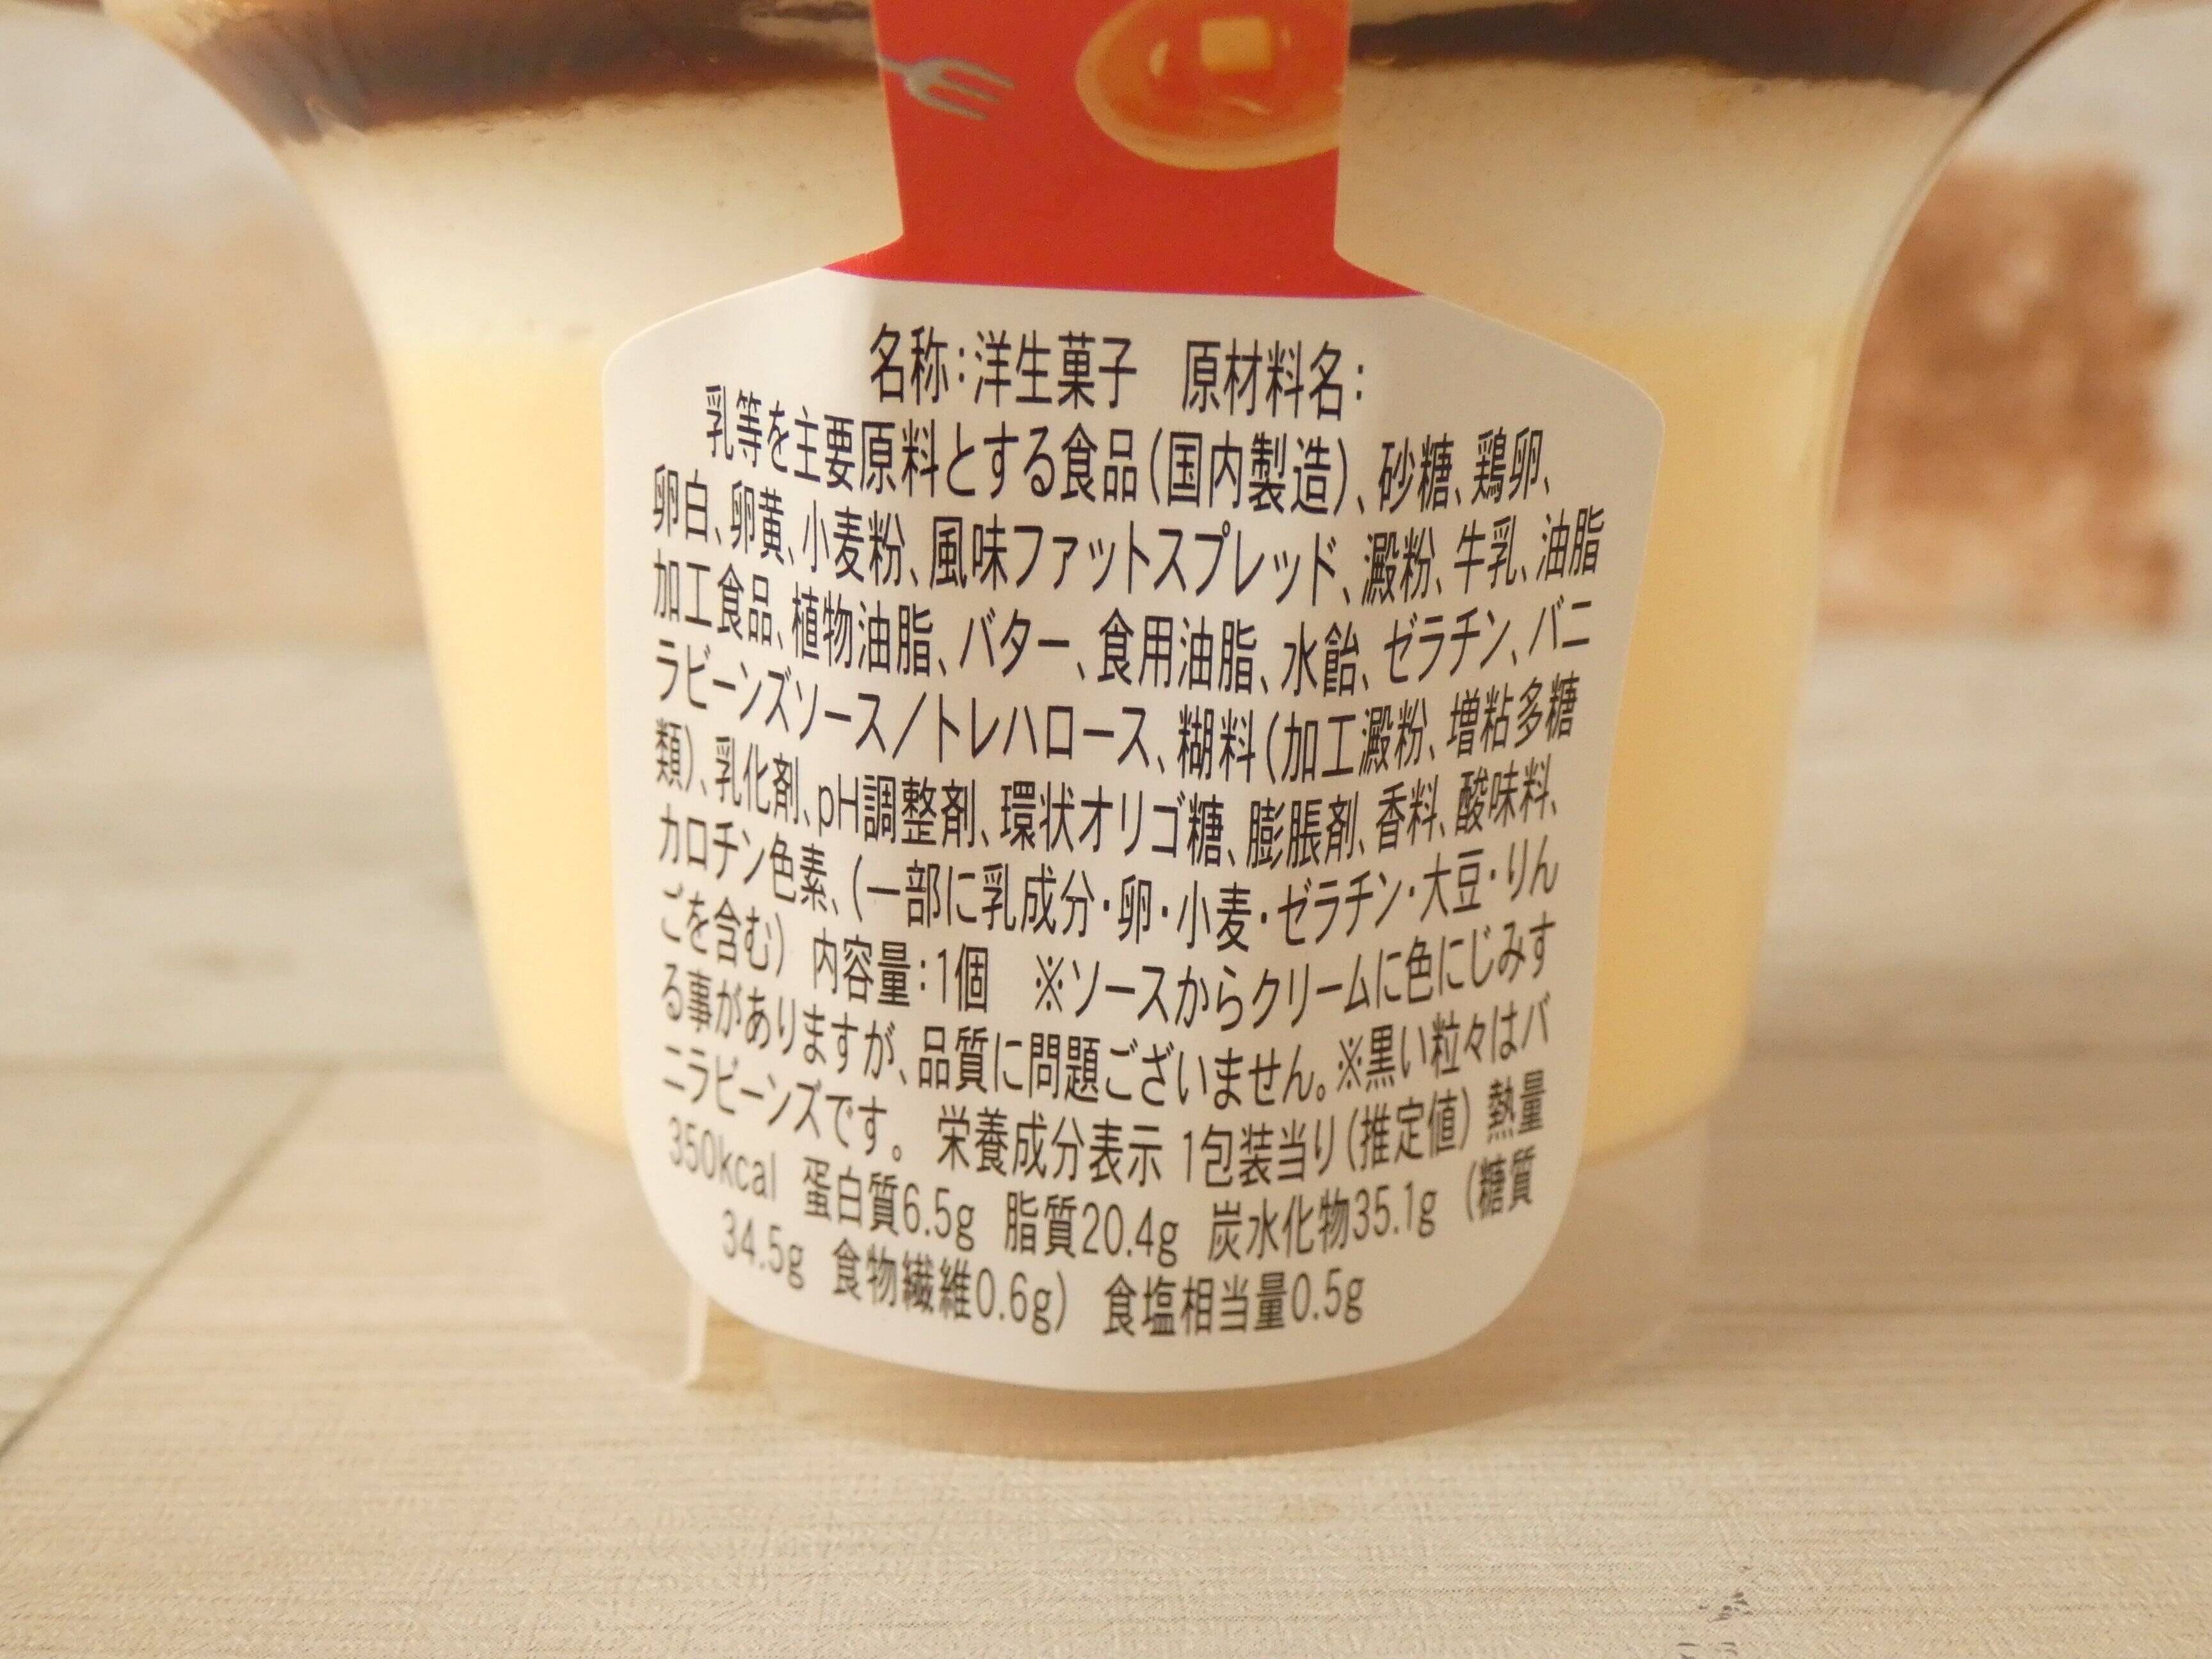 名称:洋生菓子　原材料名:
乳等を主要原料とする食品(国内製造)、砂糖、鶏卵、
卵白、卵黄、小麦粉、風味ファットスプレッド、澱粉、牛乳、油脂
加工食品、植物油脂、バター、食用油脂、水飴、ゼラチン、バニ
ラビーンズソース／トレハロース、糊料(加工澱粉、増粘多糖
類)、乳化剤、pH調整剤、環状オリゴ糖、膨脹剤、香料、酸味料、
カロチン色素、(一部に乳成分・卵・小麦・ゼラチン・大豆・りん
ごを含む)　内容量:1個　※ソースからクリームに色にじみす
る事がありますが、品質に問題ございません。※黒い粒々はバ
ニラビーンズです。　栄養成分表示 1包装当り(推定値) 熱量
350kcal　蛋白質6.5g　脂質20.4g　炭水化物35.1g　(糖質
34.5g　食物繊維0.6g)　食塩相当量0.5g